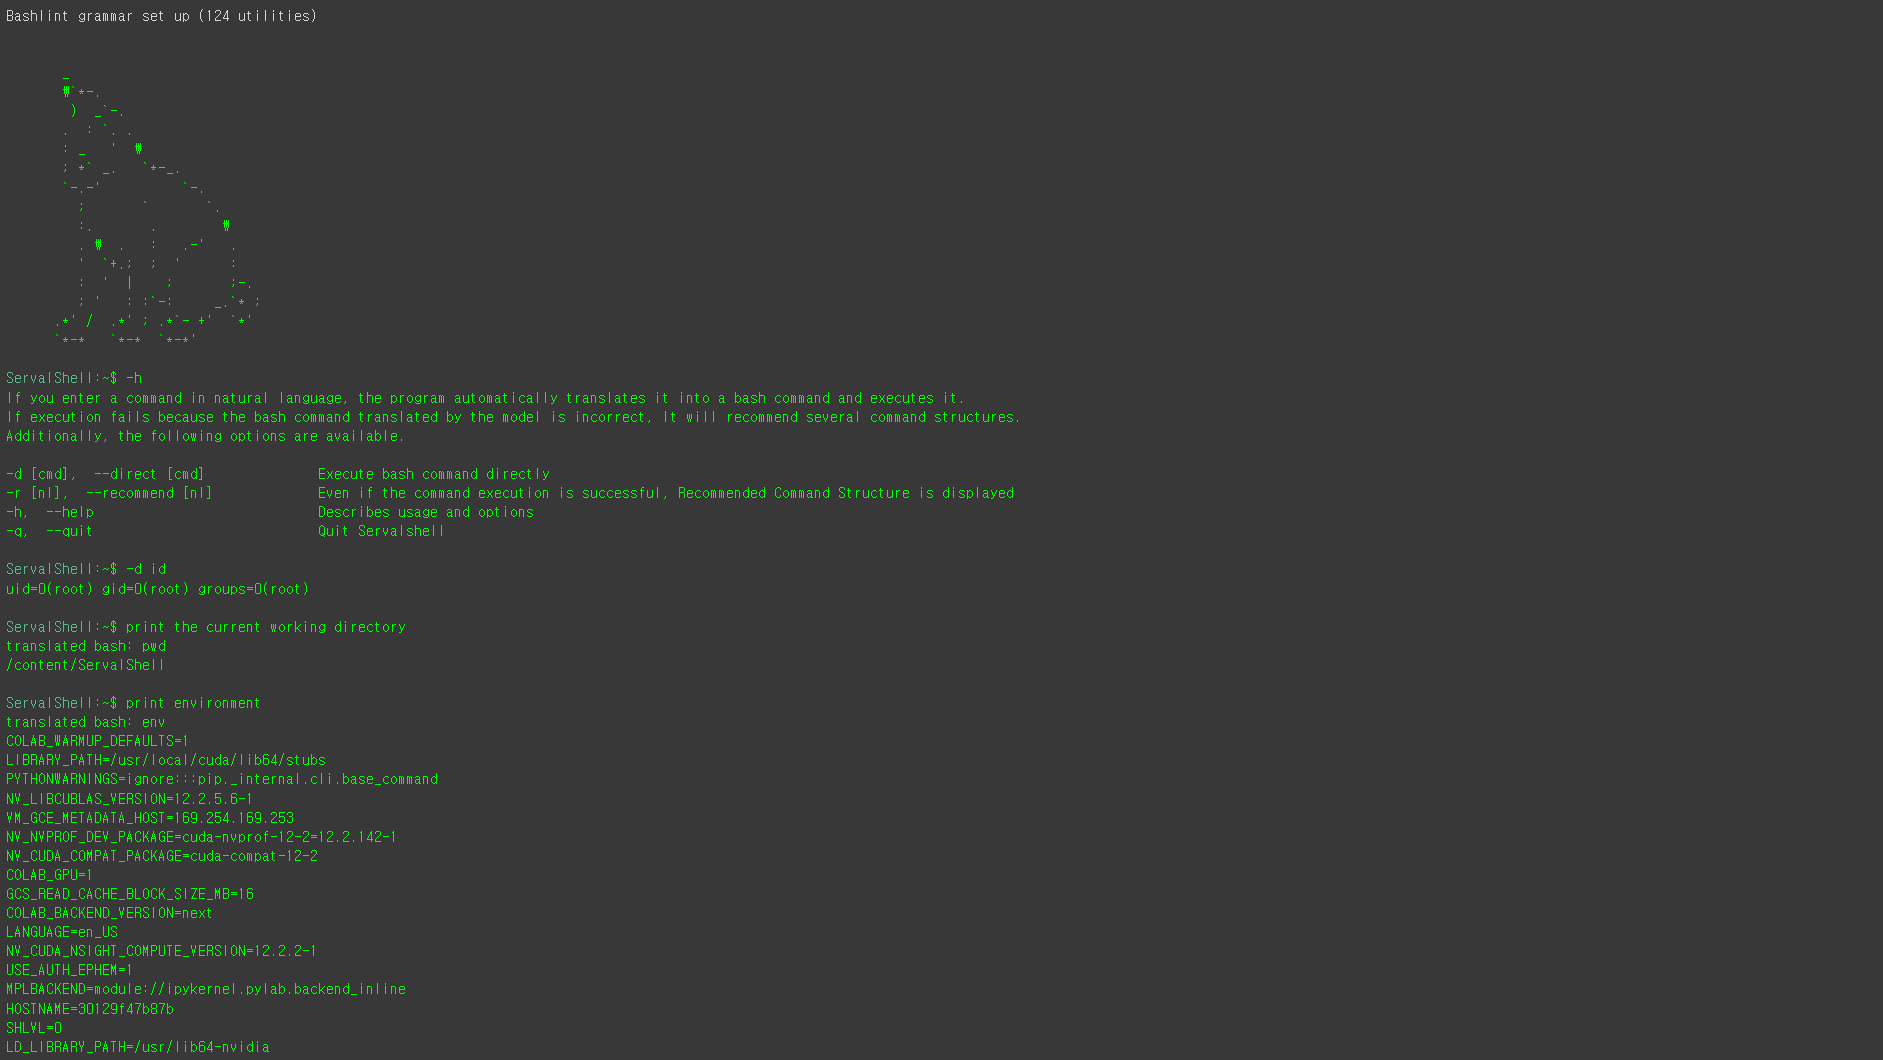 Bashlint grammar set up (124 utilities)
        _
       ₩`*-.
        )  _`-.
       .  : `. .
       : _   '  ₩
       ; *` _.   `*-_.
       `-.-'          `-.
         ;       `       `.
         :.       .        ₩
         . ₩  .   :   .-'   .
         '  `+.;  ;  '      :
         :  '  |    ;       ;-.
         ; '   : :`-:     _.`* ;
      .*' /  .*' ; .*`- +'  `*'
      `*-*   `*-*  `*-*'
ServalShell:~$ -h
If you enter a command in natural language, the program automatically translates it into a bash command and executes it.
If execution fails because the bash command translated by the model is incorrect, It will recommend several command structures.
Additionally, the following options are available.
-d [cmd],  --direct [cmd]              Execute bash command directly
-r [nl],  --recommend [nl]             Even if the command execution is successful, Recommended Command Structure is displayed
-h,  --help                            Describes usage and options
-q,  --quit                            Quit Servalshell
ServalShell:~$ -d id
uid=0(root) gid=0(root) groups=0(root)
ServalShell:~$ print the current working directory
translated bash: pwd
/content/ServalShell
ServalShell:~$ print environment
translated bash: env
COLAB_WARMUP_DEFAULTS=1
LIBRARY_PATH=/usr/local/cuda/lib64/stubs
PYTHONWARNINGS=ignore:::pip._internal.cli.base_command
NV_LIBCUBLAS_VERSION=12.2.5.6-1
VM_GCE_METADATA_HOST=169.254.169.253
NV_NVPROF_DEV_PACKAGE=cuda-nvprof-12-2=12.2.142-1
NV_CUDA_COMPAT_PACKAGE=cuda-compat-12-2
COLAB_GPU=1
GCS_READ_CACHE_BLOCK_SIZE_MB=16
COLAB_BACKEND_VERSION=next
LANGUAGE=en_US
NV_CUDA_NSIGHT_COMPUTE_VERSION=12.2.2-1
USE_AUTH_EPHEM=1
MPLBACKEND=module://ipykernel.pylab.backend_inline
HOSTNAME=30129f47b87b
SHLVL=0
LD_LIBRARY_PATH=/usr/lib64-nvidia